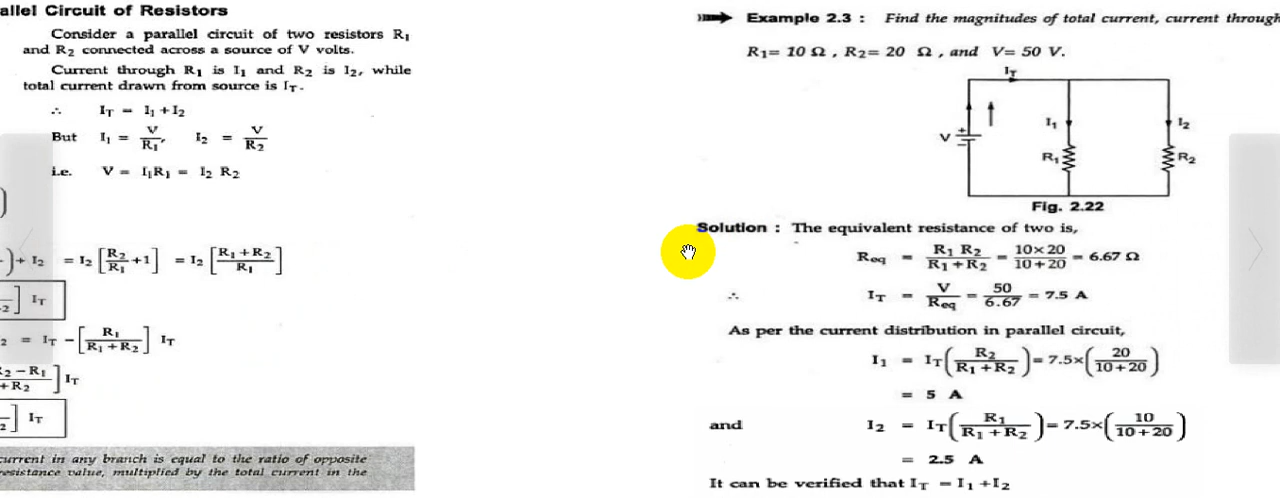 allel Circuit of Resistors
Consider a parallel circuit of two resistors R₁
and R₂ connected across a source of V volts.
Current through R₁ is I₁ and R₂ is I₂, while
total current drawn from source is I_T.
∴ I_T = I₁ + I₂
But I₁ = V/R₁, I₂ = V/R₂
i.e. V = I₁R₁ = I₂ R₂
) + I₂ = I₂ [R₂/R₁ + 1] = I₂ [(R₁ + R₂)/R₁]
] I_T
₂ = I_T − [R₁/(R₁ + R₂)] I_T
₂ − R₁ / + R₂ ] I_T
] I_T
current in any branch is equal to the ratio of opposite
resistance value, multiplied by the total current in the
Example 2.3 : Find the magnitudes of total current, current through
R₁= 10 Ω , R₂= 20 Ω , and V= 50 V.
I_T
I₁ I₂
V + R₁ R₂
Fig. 2.22
Solution : The equivalent resistance of two is,
Req = R₁ R₂/(R₁ + R₂) = 10×20/(10+20) = 6.67 Ω
∴ I_T = V/Req = 50/6.67 = 7.5 A
As per the current distribution in parallel circuit,
I₁ = I_T (R₂/(R₁ + R₂)) = 7.5×(20/(10+20))
= 5 A
and I₂ = I_T (R₁/(R₁ + R₂)) = 7.5×(10/(10+20))
= 2.5 A
It can be verified that I_T = I₁ + I₂